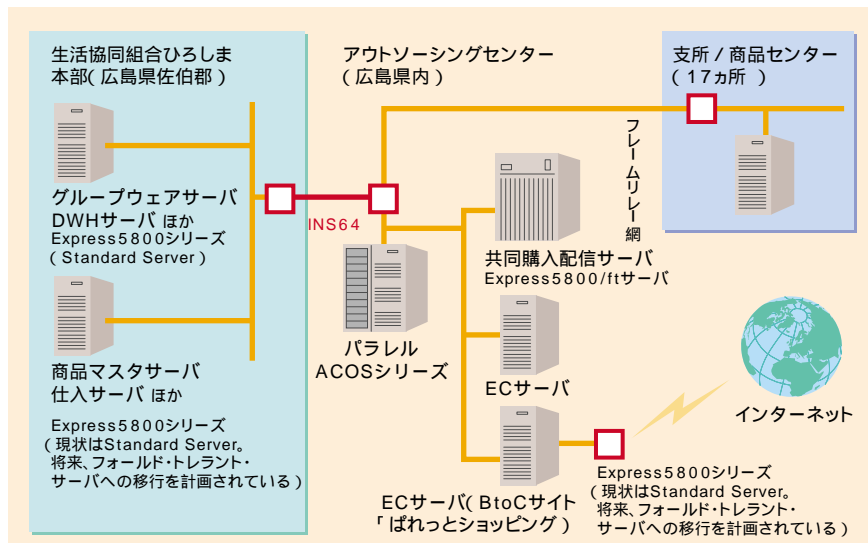 生活協同組合ひろしま
本部(広島県佐伯郡)
グループウェアサーバ
DWHサーバ ほか
Express5800シリーズ
(Standard Server)
商品マスタサーバ
仕入サーバ ほか
Express5800シリーズ
(現状はStandard Server。
将来、フォールド・トレラント・
サーバへの移行を計画されている)
INS64
アウトソーシングセンター
(広島県内)
パラレル
ACOSシリーズ
共同購入配信サーバ
Express5800/ftサーバ
ECサーバ
ECサーバ(BtoCサイト
「ぱれっとショッピング)
フレームリレー網
支所/商品センター
(17ヵ所 )
インターネット
Express5800シリーズ
(現状はStandard Server。
将来、フォールド・トレラント・
サーバへの移行を計画されている)